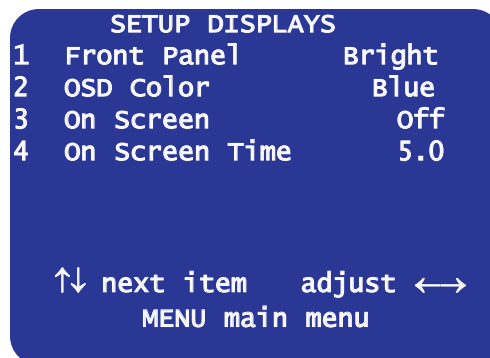 SETUP DISPLAYS
1 Front Panel Bright
2 OSD Color Blue
3 On Screen Off
4 On Screen Time 5.0
↑↓ next item adjust ←→
MENU main menu